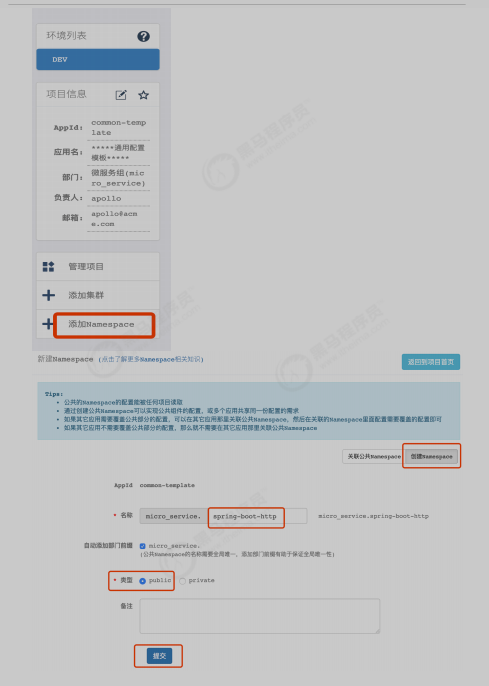 环境列表
DEV
项目信息
AppId: common-temp
late
应用名: *****通用配置
模板*****
部门: 微服务组(mic
ro_service)
负责人: apollo
邮箱: apollo@acm
e.com
管理项目
添加集群
添加Namespace
新建Namespace (点击了解更多Namespace相关知识) 返回到项目首页
Tips:
公共的Namespace的配置能被任何项目读取
通过创建公共Namespace可以实现公共组件的配置, 或多个应用共享同一份配置的需求
如果其它应用需要覆盖公共部分的配置, 可以在其它应用那里关联公共Namespace, 然后在关联的Namespace里面配置需要覆盖的配置即可
如果其它应用不需要覆盖公共部分的配置, 那么就不需要在其它应用那里关联公共Namespace
关联公共Namespace 创建Namespace
AppId common-template
* 名称 micro_service. spring-boot-http micro_service.spring-boot-http
自动添加部门前缀 micro_service.
(公共Namespace的名称需要全局唯一, 添加部门前缀有助于保证全局唯一性)
* 类型 public private
备注
提交